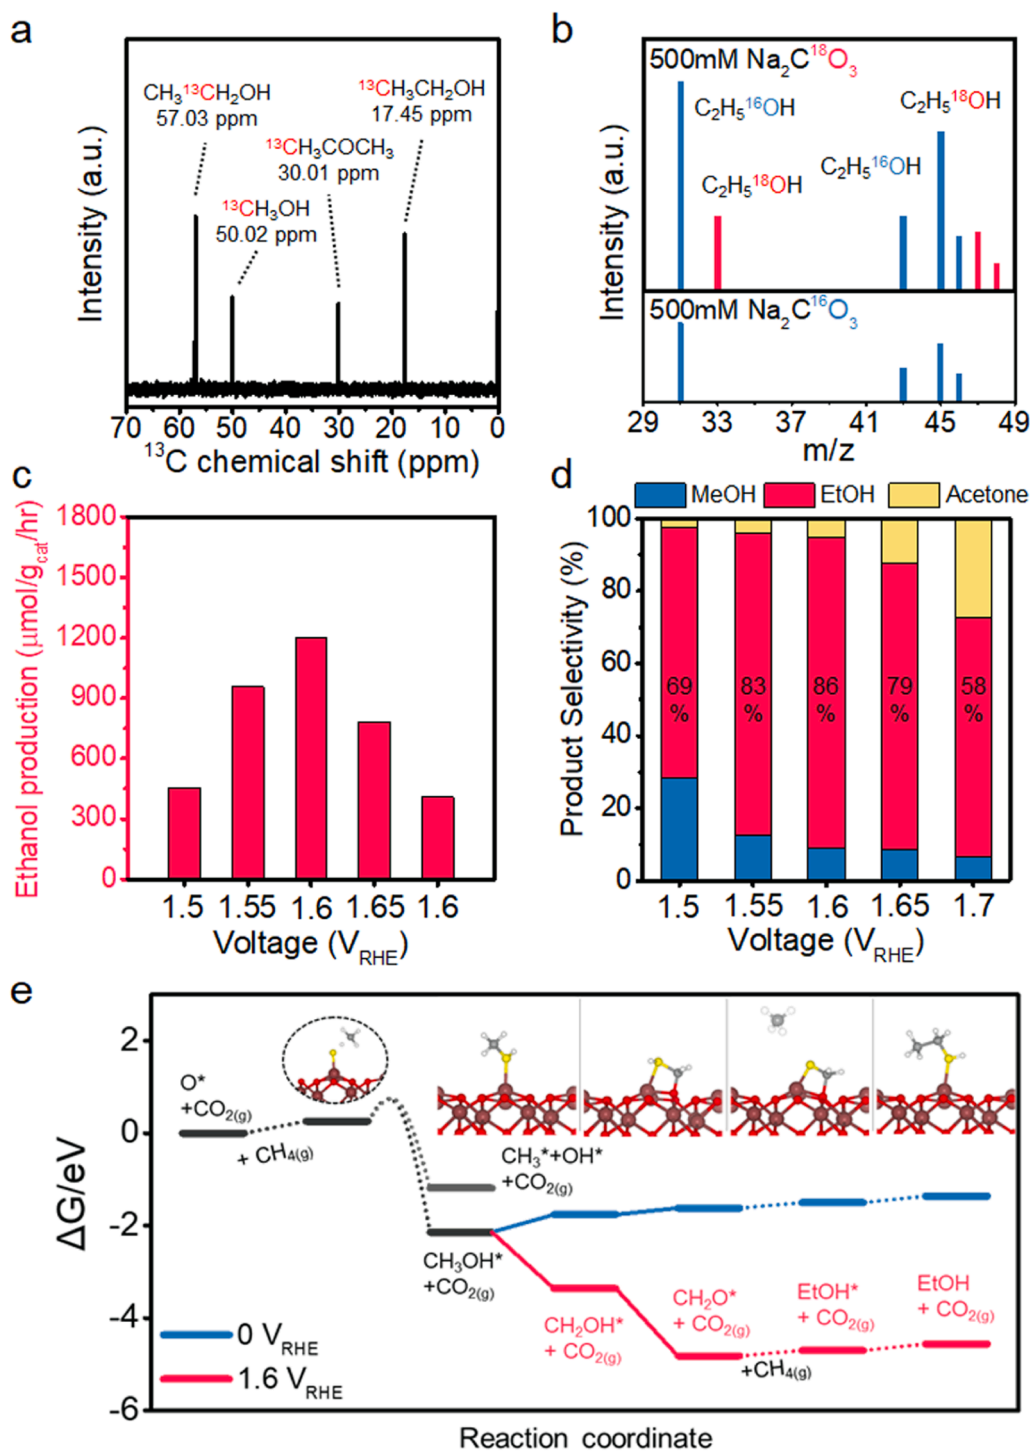 a
Intensity (a.u.)
CH₃¹³CH₂OH
57.03 ppm
¹³CH₃CH₂OH
17.45 ppm
¹³CH₃COCH₃
30.01 ppm
¹³CH₃OH
50.02 ppm
70 60 50 40 30 20 10 0
¹³C chemical shift (ppm)
b
Intensity (a.u.)
500mM Na₂C¹⁸O₃
C₂H₅¹⁶OH
C₂H₅¹⁸OH
C₂H₅¹⁶OH
C₂H₅¹⁸OH
500mM Na₂C¹⁶O₃
29 33 37 41 45 49
m/z
c
Ethanol production (μmol/g_cat/hr)
1800
1500
1200
900
600
300
0
1.5 1.55 1.6 1.65 1.6
Voltage (V_RHE)
d
MeOH EtOH Acetone
Product Selectivity (%)
100
80
60
40
20
0
69 %
83 %
86 %
79 %
58 %
1.5 1.55 1.6 1.65 1.7
Voltage (V_RHE)
e
ΔG/eV
2
0
-2
-4
-6
O*
+CO₂(g)
+ CH₄(g)
CH₃*+OH*
+CO₂(g)
CH₃OH*
+CO₂(g)
CH₂OH*
+ CO₂(g)
CH₂O*
+ CO₂(g)
+CH₄(g)
EtOH*
+ CO₂(g)
EtOH
+ CO₂(g)
0 V_RHE
1.6 V_RHE
Reaction coordinate